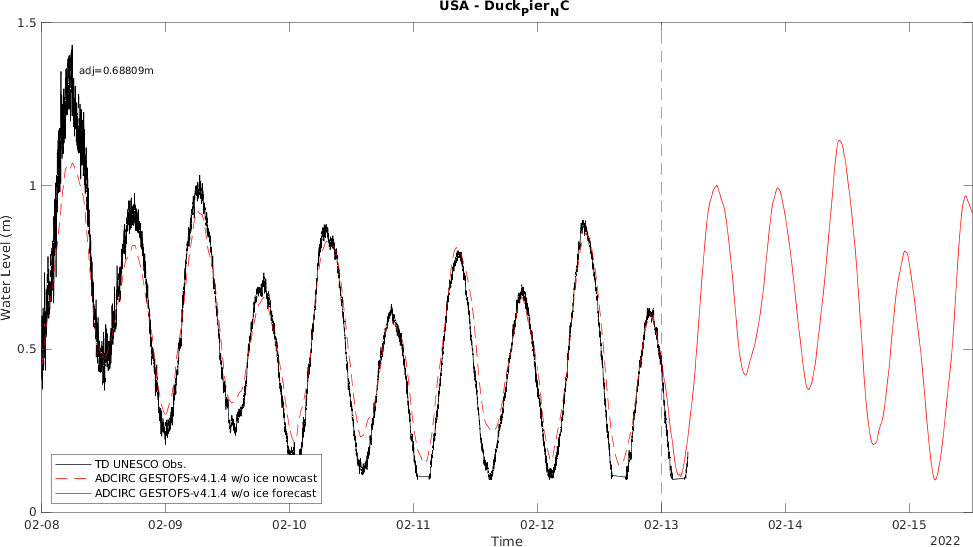 USA - DuckPierNC
1.5
adj=0.68809m
1
Water Level (m)
0.5
TD UNESCO Obs.
ADCIRC GESTOFS-v4.1.4 w/o ice nowcast
ADCIRC GESTOFS-v4.1.4 w/o ice forecast
0
02-08 02-09 02-10 02-11 02-12 02-13 02-14 02-15
Time
2022